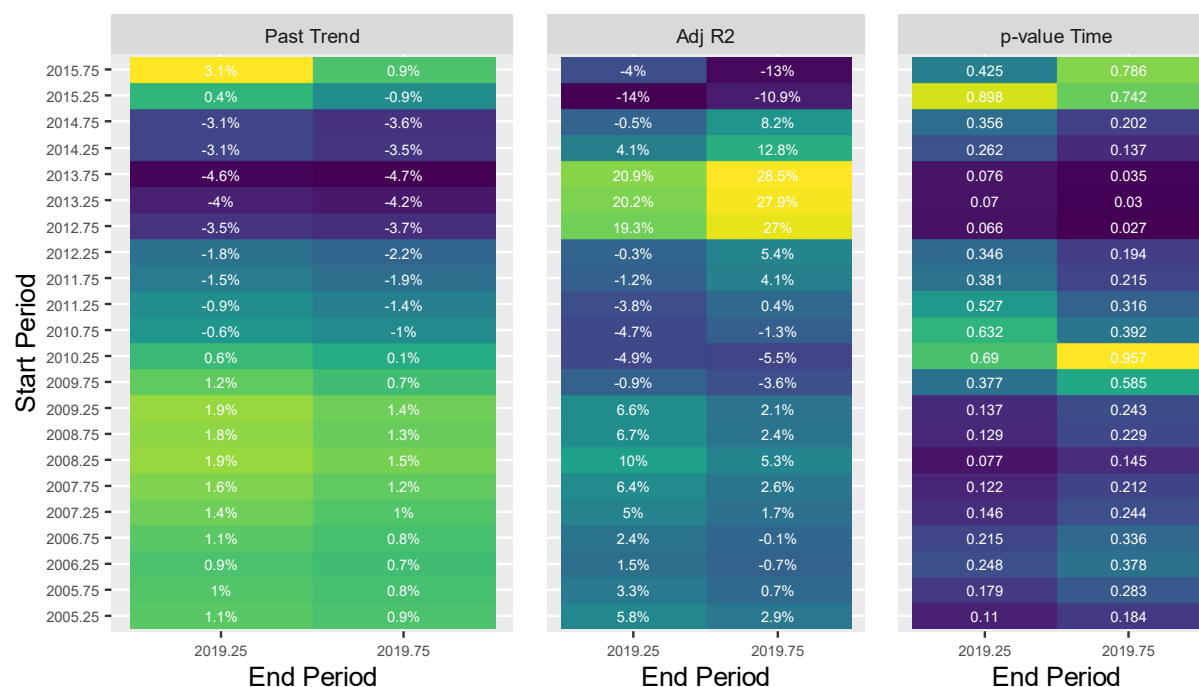 Past Trend Adj R2 p-value Time
2015.75 3.1% 0.9% -4% -13% 0.425 0.786
2015.25 0.4% -0.9% -14% -10.9% 0.898 0.742
2014.75 -3.1% -3.6% -0.5% 8.2% 0.356 0.202
2014.25 -3.1% -3.5% 4.1% 12.8% 0.262 0.137
2013.75 -4.6% -4.7% 20.9% 28.5% 0.076 0.035
2013.25 -4% -4.2% 20.2% 27.9% 0.07 0.03
2012.75 -3.5% -3.7% 19.3% 27% 0.066 0.027
2012.25 -1.8% -2.2% -0.3% 5.4% 0.346 0.194
2011.75 -1.5% -1.9% -1.2% 4.1% 0.381 0.215
2011.25 -0.9% -1.4% -3.8% 0.4% 0.527 0.316
2010.75 -0.6% -1% -4.7% -1.3% 0.632 0.392
2010.25 0.6% 0.1% -4.9% -5.5% 0.69 0.957
2009.75 1.2% 0.7% -0.9% -3.6% 0.377 0.585
2009.25 1.9% 1.4% 6.6% 2.1% 0.137 0.243
2008.75 1.8% 1.3% 6.7% 2.4% 0.129 0.229
2008.25 1.9% 1.5% 10% 5.3% 0.077 0.145
2007.75 1.6% 1.2% 6.4% 2.6% 0.122 0.212
2007.25 1.4% 1% 5% 1.7% 0.146 0.244
2006.75 1.1% 0.8% 2.4% -0.1% 0.215 0.336
2006.25 0.9% 0.7% 1.5% -0.7% 0.248 0.378
2005.75 1% 0.8% 3.3% 0.7% 0.179 0.283
2005.25 1.1% 0.9% 5.8% 2.9% 0.11 0.184
Start Period
2019.25 2019.75 2019.25 2019.75 2019.25 2019.75
End Period End Period End Period